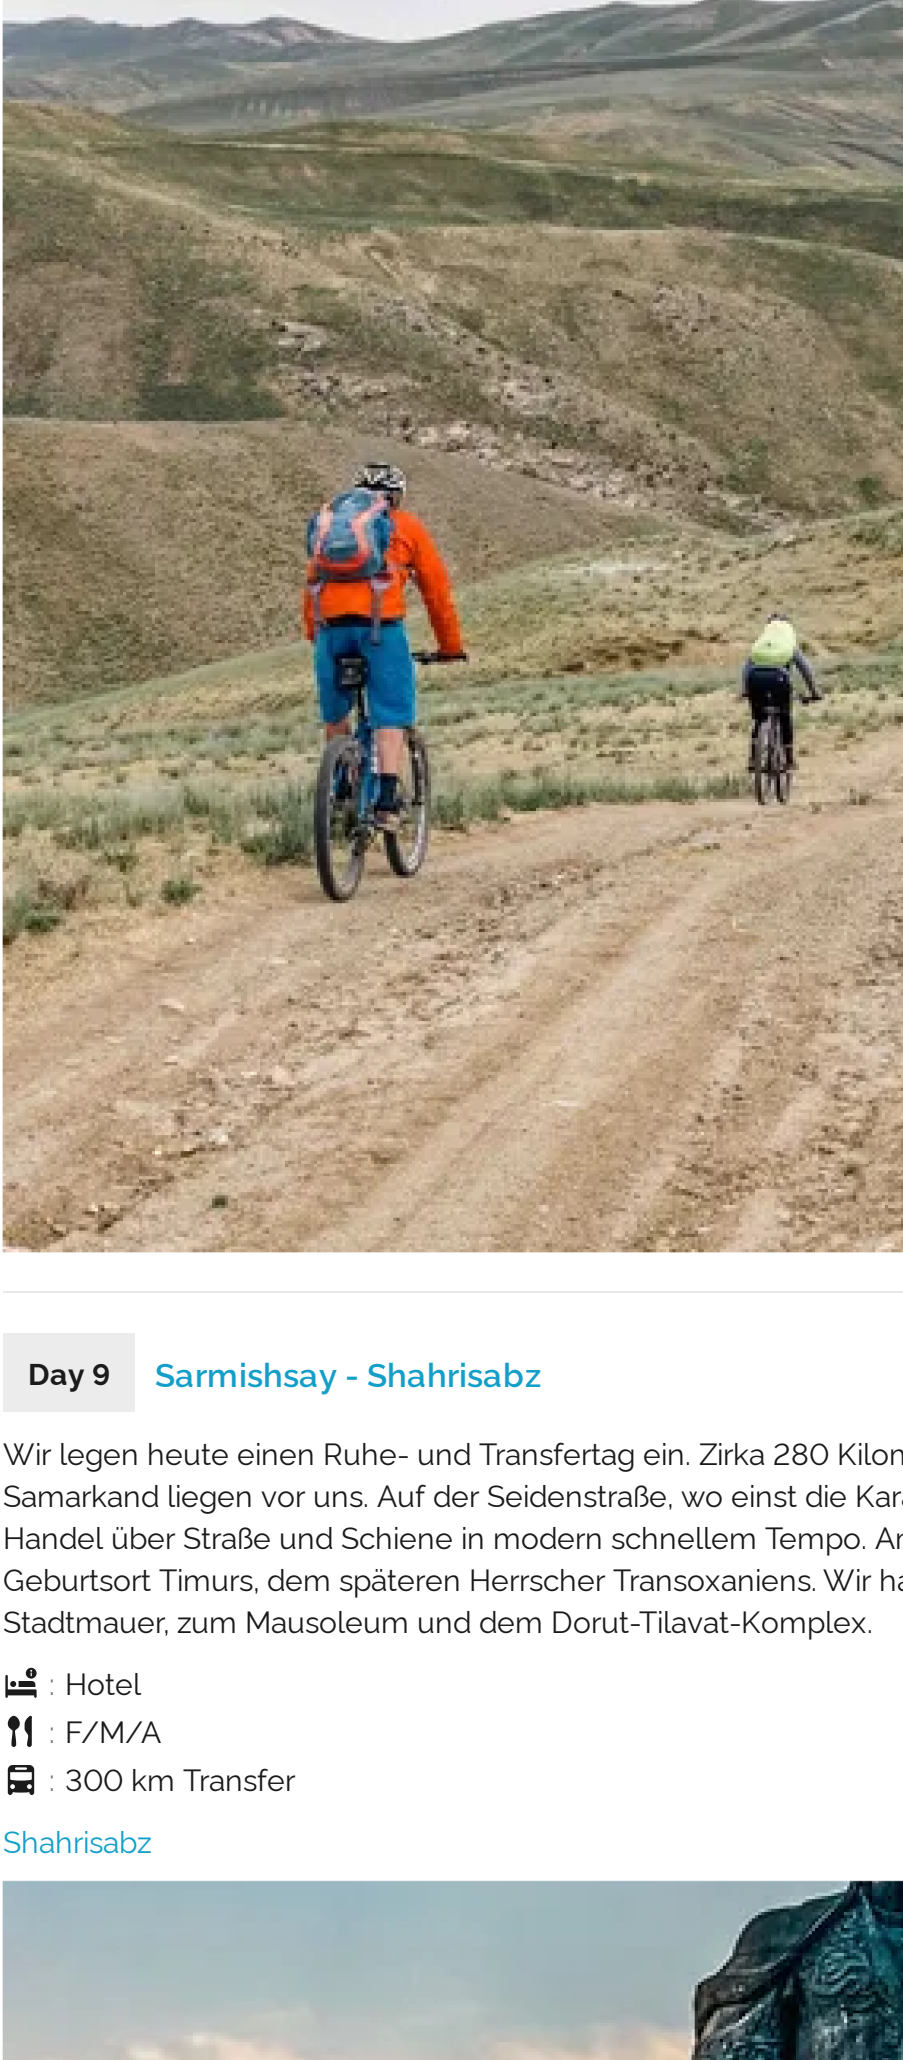 Day 9 Sarmishsay - Shahrisabz
Wir legen heute einen Ruhe- und Transfertag ein. Zirka 280
Samarkand liegen vor uns. Auf der Seidenstraße, wo einst die
Handel über Straße und Schiene in modern schnellem Tempo.
Geburtsort Timurs, dem späteren Herrscher Transoxaniens. Wir
Stadtmauer, zum Mausoleum und dem Dorut-Tilavat-Komplex.
: Hotel
: F/M/A
: 300 km Transfer
Shahrisabz